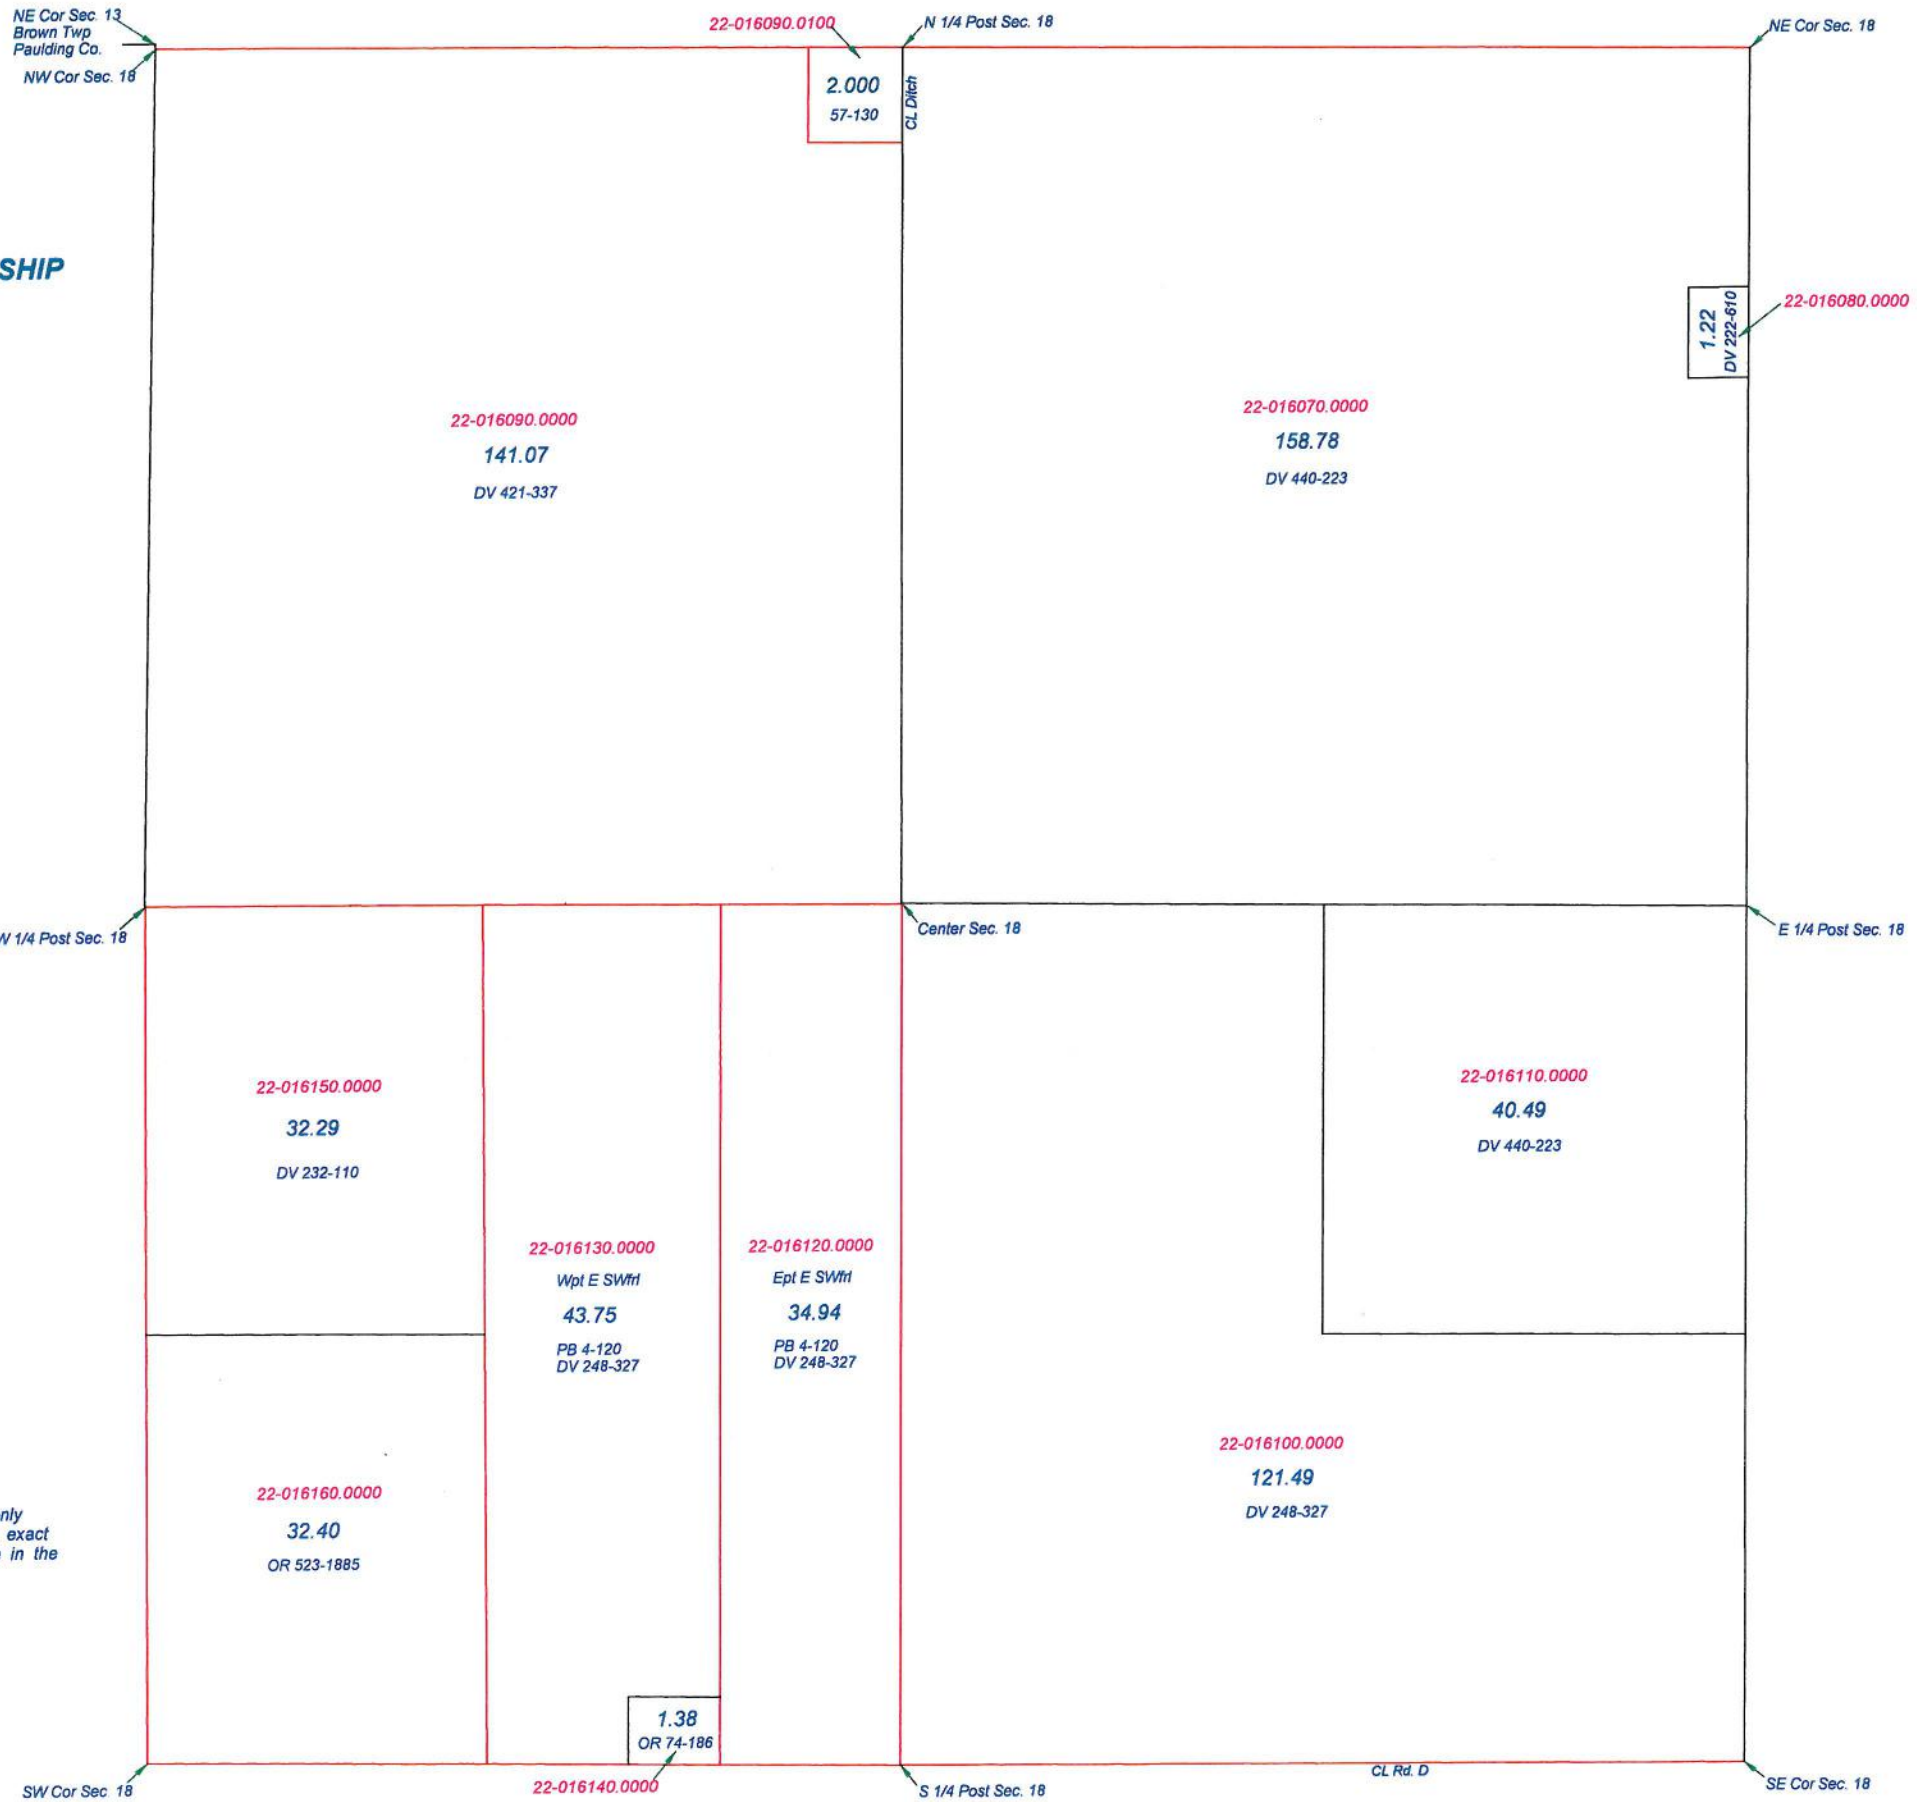 NE Cor Sec. 13
Brown Twp
Paulding Co.
NW Cor Sec. 18
22-016090.0100
N 1/4 Post Sec. 18
NE Cor Sec. 18
2.000
57-130
CL Ditch
SHIP
1.22
DV 222-610
22-016080.0000
22-016090.0000
141.07
DV 421-337
22-016070.0000
158.78
DV 440-223
W 1/4 Post Sec. 18
Center Sec. 18
E 1/4 Post Sec. 18
22-016150.0000
32.29
DV 232-110
22-016130.0000
Wpt E SWfrl
43.75
PB 4-120
DV 248-327
22-016120.0000
Ept E SWfrl
34.94
PB 4-120
DV 248-327
22-016110.0000
40.49
DV 440-223
22-016100.0000
121.49
DV 248-327
22-016160.0000
32.40
OR 523-1885
nly
exact
in the
1.38
OR 74-186
22-016140.0000
SW Cor Sec. 18
S 1/4 Post Sec. 18
CL Rd. D
SE Cor Sec. 18